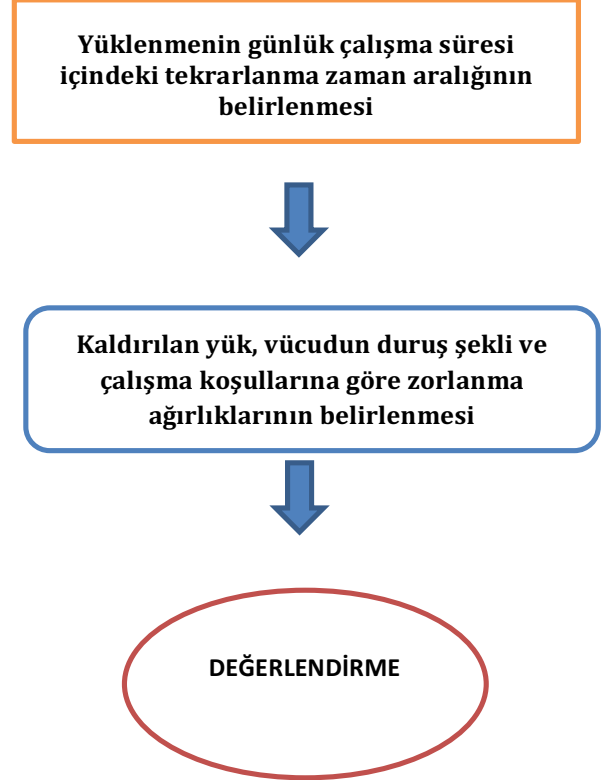 Yüklenmenin günlük çalışma süresi
içindeki tekrarlanma zaman aralığının
belirlenmesi
Kaldırılan yük, vücudun duruş şekli ve
çalışma koşullarına göre zorlanma
ağırlıklarının belirlenmesi
DEĞERLENDİRME